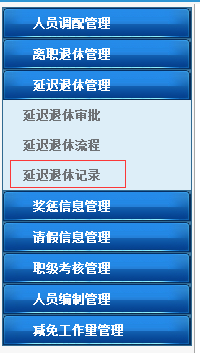 人员调配管理
离职退休管理
延迟退休管理
延迟退休审批
延迟退休流程
延迟退休记录
奖惩信息管理
请假信息管理
职级考核管理
人员编制管理
减免工作量管理